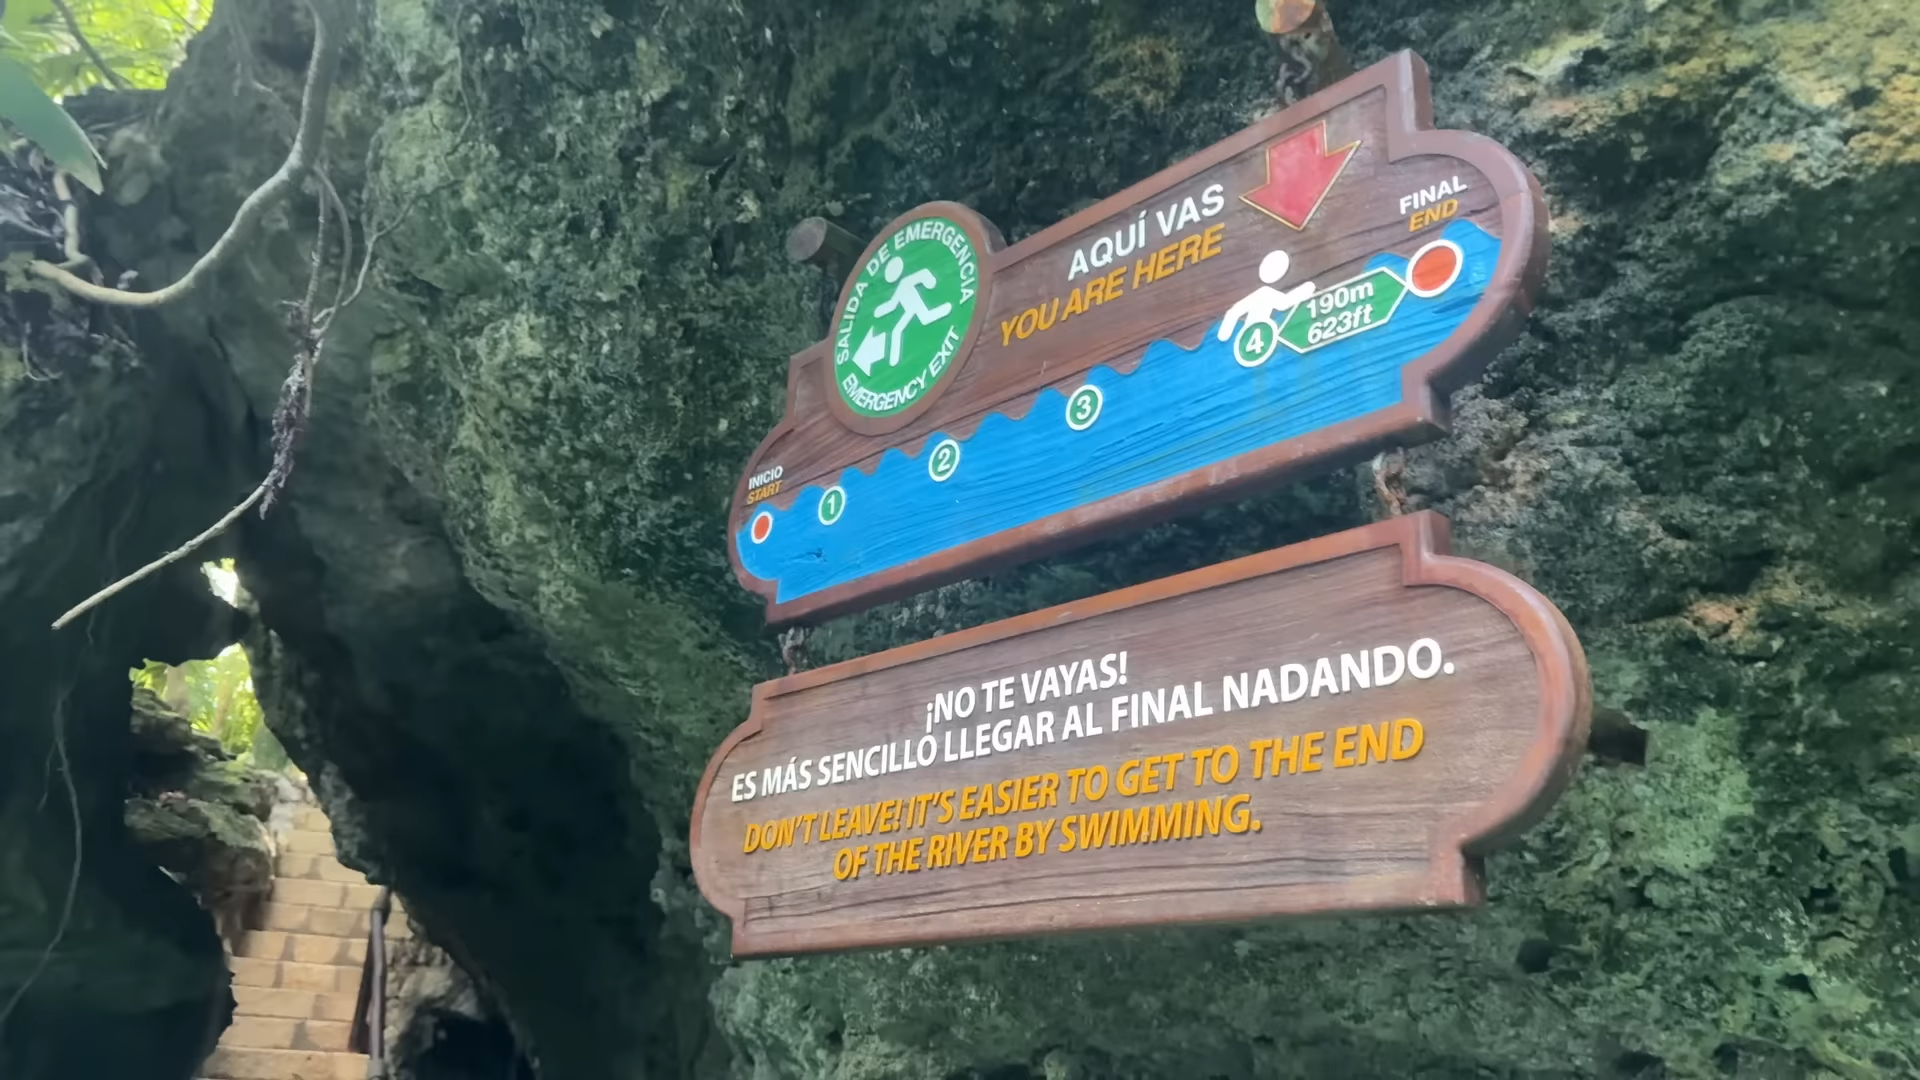 SALIDA DE EMERGENCIA
EMERGENCY EXIT
AQUÍ VAS
YOU ARE HERE
FINAL
END
190m
623ft
4
3
2
1
INICIO
START
¡NO TE VAYAS!
ES MÁS SENCILLO LLEGAR AL FINAL NADANDO.
DON'T LEAVE! IT'S EASIER TO GET TO THE END
OF THE RIVER BY SWIMMING.